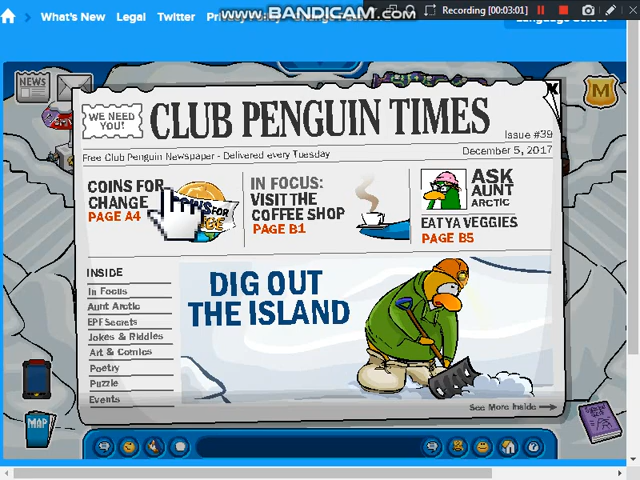 What's New Legal Twitter
www.BANDICAM.com
Recording [00:03:01]
NEWS
WE NEED YOU!
CLUB PENGUIN TIMES
Issue #39
Free Club Penguin Newspaper - Delivered every Tuesday
December 5, 2017
M
COINS FOR
CHANGE
PAGE A4
IN FOCUS:
VISIT THE
COFFEE SHOP
PAGE B1
ASK
AUNT
ARCTIC
EAT YA VEGGIES
PAGE B5
INSIDE
In Focus
Aunt Arctic
EPF Secrets
Jokes & Riddles
Art & Comics
Poetry
Puzzle
Events
DIG OUT
THE ISLAND
See More Inside
MAP